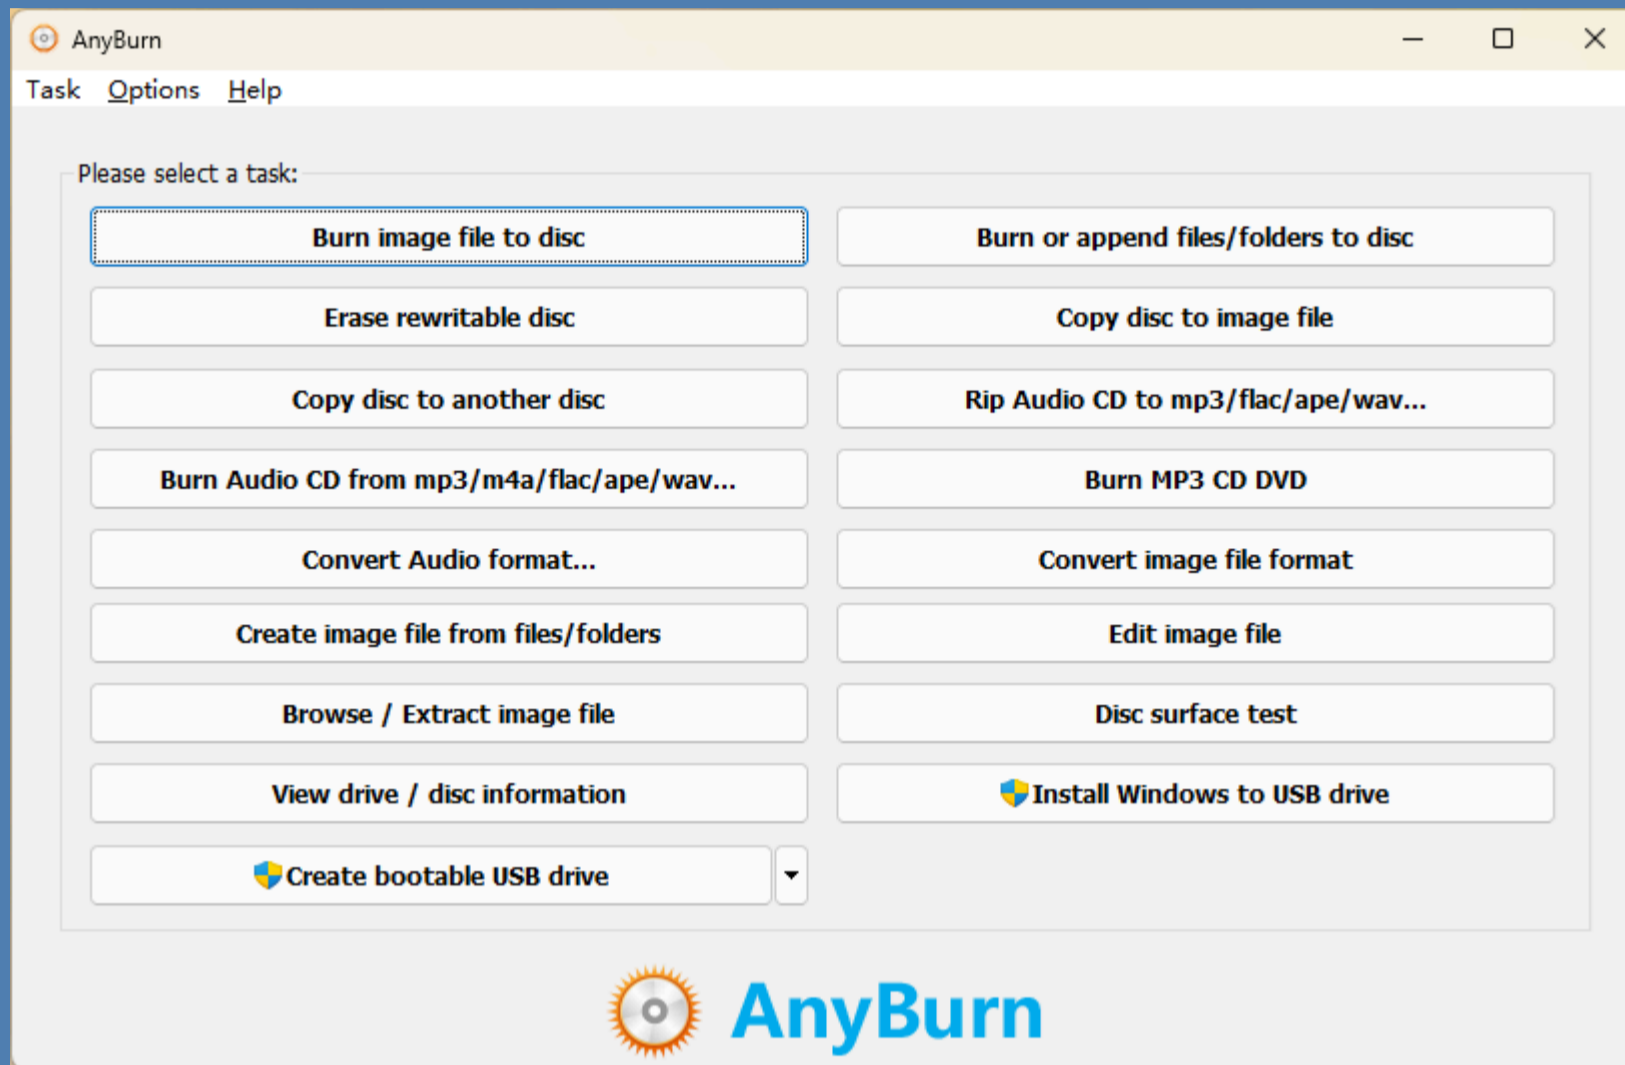 AnyBurn
Task Options Help
Please select a task:
Burn image file to disc
Burn or append files/folders to disc
Erase rewritable disc
Copy disc to image file
Copy disc to another disc
Rip Audio CD to mp3/flac/ape/wav...
Burn Audio CD from mp3/m4a/flac/ape/wav...
Burn MP3 CD DVD
Convert Audio format...
Convert image file format
Create image file from files/folders
Edit image file
Browse / Extract image file
Disc surface test
View drive / disc information
Install Windows to USB drive
Create bootable USB drive
AnyBurn